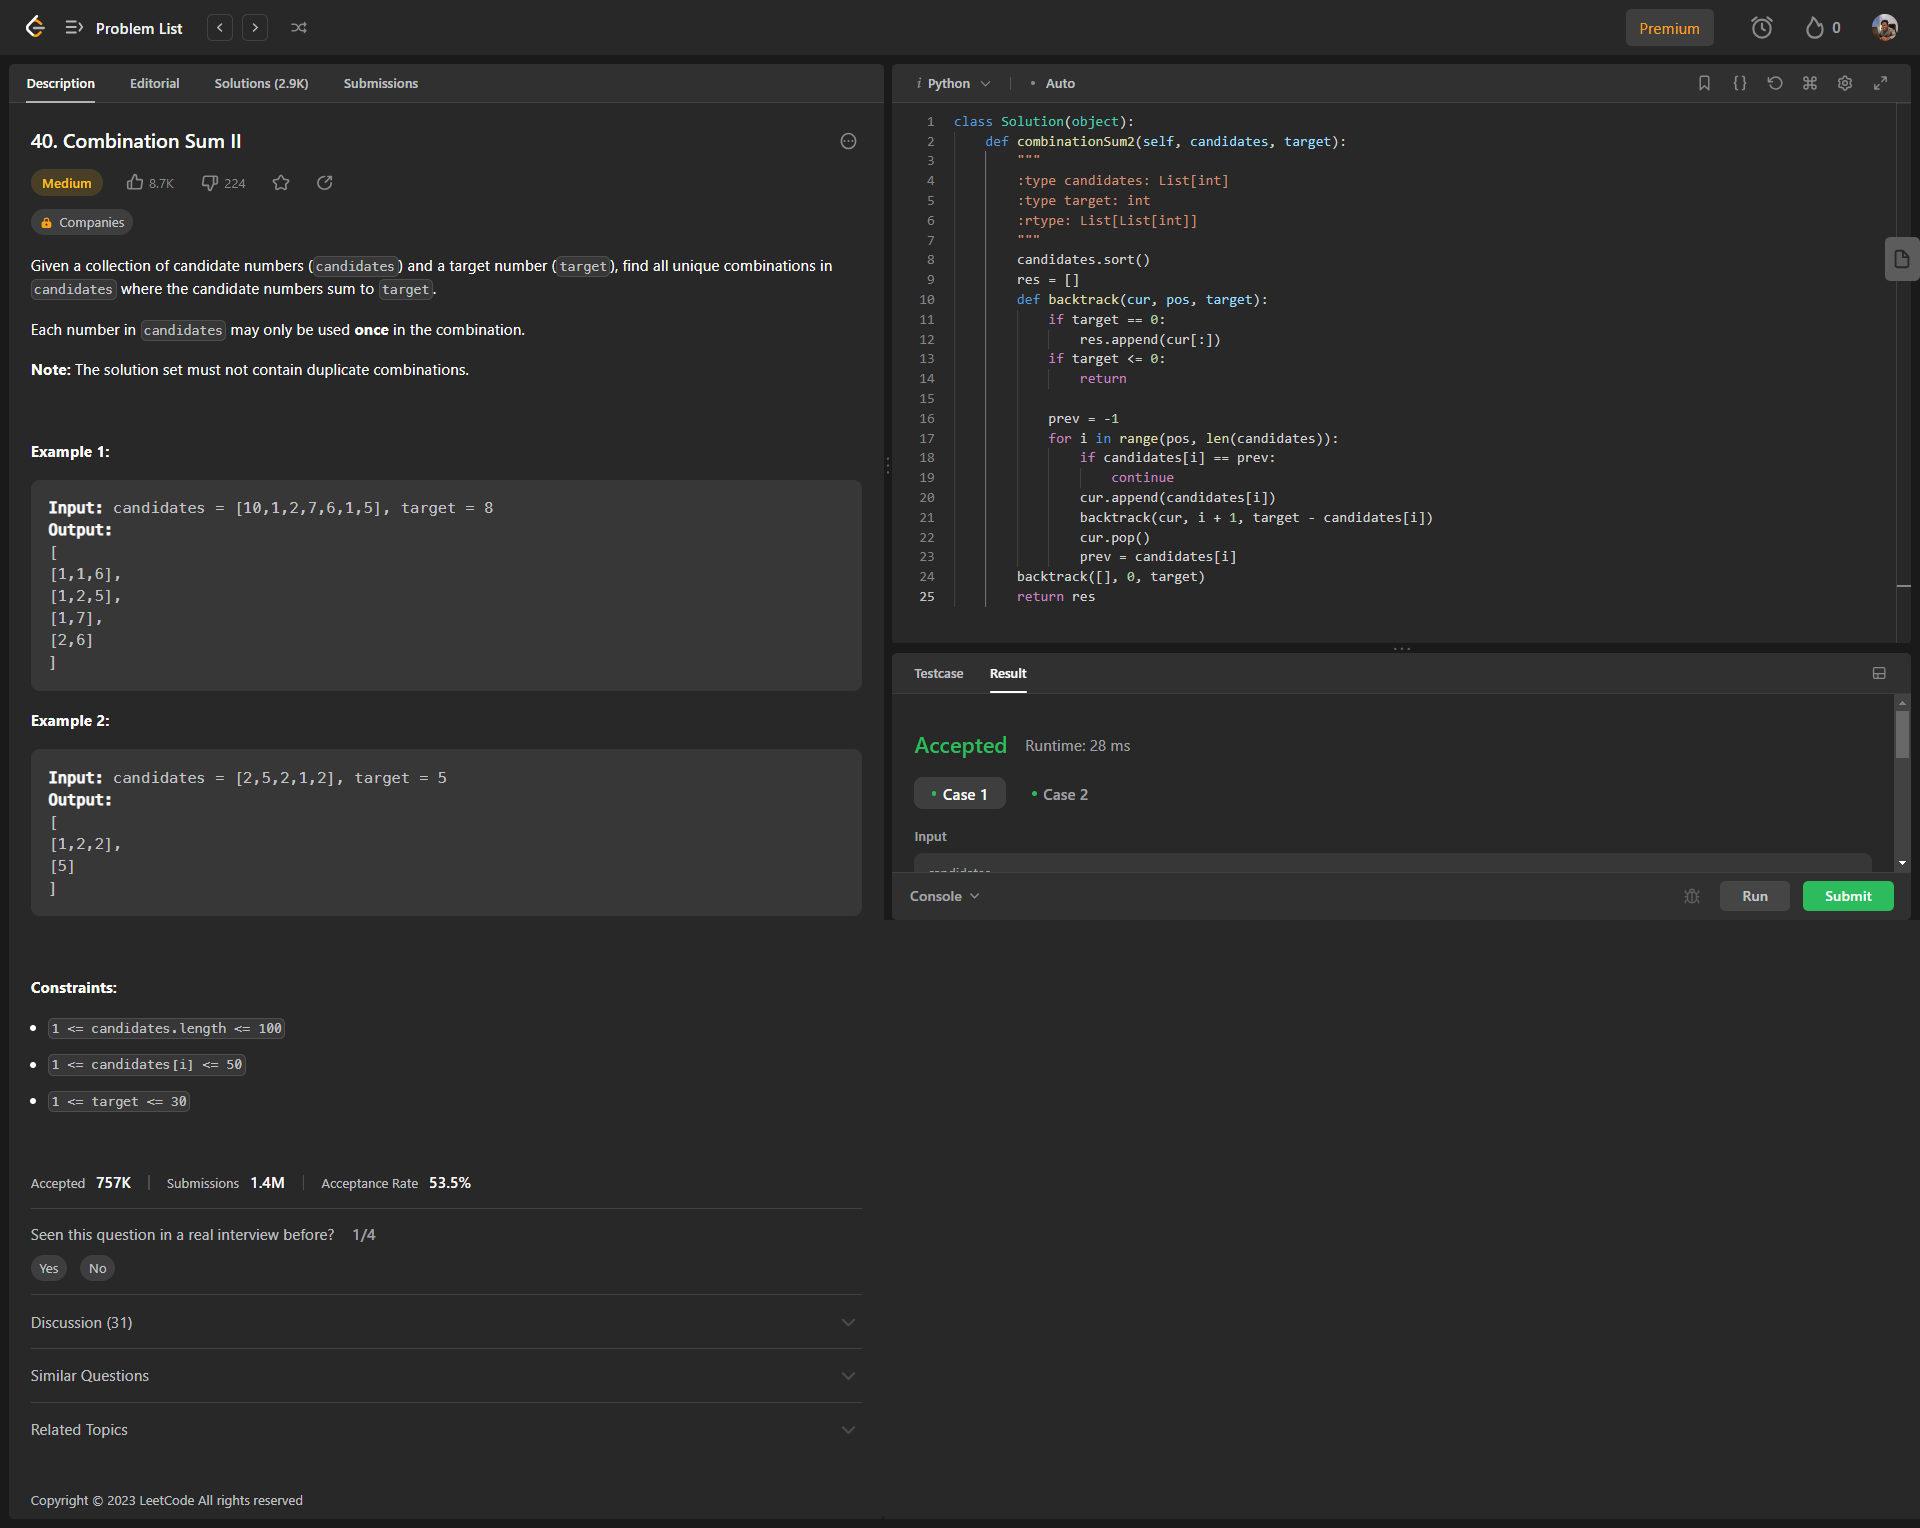 Problem List
Premium
0
Description Editorial Solutions (2.9K) Submissions
40. Combination Sum II
Medium 8.7K 224
Companies
Given a collection of candidate numbers (candidates) and a target number (target), find all unique combinations in
candidates where the candidate numbers sum to target.
Each number in candidates may only be used once in the combination.
Note: The solution set must not contain duplicate combinations.
Example 1:
Input: candidates = [10,1,2,7,6,1,5], target = 8
Output:
[
[1,1,6],
[1,2,5],
[1,7],
[2,6]
]
Example 2:
Input: candidates = [2,5,2,1,2], target = 5
Output:
[
[1,2,2],
[5]
]
Constraints:
1 <= candidates.length <= 100
1 <= candidates[i] <= 50
1 <= target <= 30
Accepted 757K Submissions 1.4M Acceptance Rate 53.5%
Seen this question in a real interview before? 1/4
Yes No
Discussion (31)
Similar Questions
Related Topics
Copyright © 2023 LeetCode All rights reserved
i Python • Auto
1 class Solution(object):
2 def combinationSum2(self, candidates, target):
3 """
4 :type candidates: List[int]
5 :type target: int
6 :rtype: List[List[int]]
7 """
8 candidates.sort()
9 res = []
10 def backtrack(cur, pos, target):
11 if target == 0:
12 res.append(cur[:])
13 if target <= 0:
14 return
15
16 prev = -1
17 for i in range(pos, len(candidates)):
18 if candidates[i] == prev:
19 continue
20 cur.append(candidates[i])
21 backtrack(cur, i + 1, target - candidates[i])
22 cur.pop()
23 prev = candidates[i]
24 backtrack([], 0, target)
25 return res
Testcase Result
Accepted Runtime: 28 ms
• Case 1 • Case 2
Input
candidates
Console Run Submit